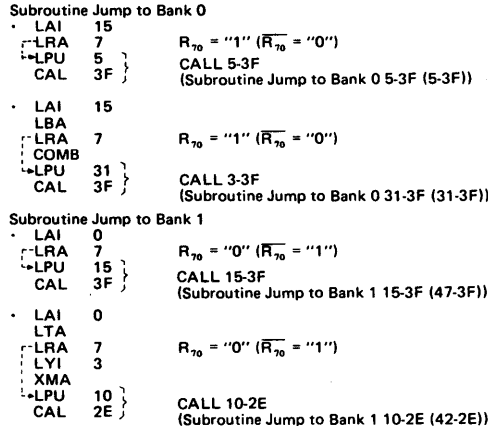 Subroutine Jump to Bank 0
· LAI 15
LRA 7 R₇₀ = "1" (R̅₇₀ = "0")
LPU 5
CAL 3F } CALL 5-3F
(Subroutine Jump to Bank 0 5-3F (5-3F))
· LAI 15
LBA
LRA 7 R₇₀ = "1" (R̅₇₀ = "0")
COMB
LPU 31
CAL 3F } CALL 3-3F
(Subroutine Jump to Bank 0 31-3F (31-3F))
Subroutine Jump to Bank 1
· LAI 0
LRA 7 R₇₀ = "0" (R̅₇₀ = "1")
LPU 15
CAL 3F } CALL 15-3F
(Subroutine Jump to Bank 1 15-3F (47-3F))
· LAI 0
LTA
LRA 7 R₇₀ = "0" (R̅₇₀ = "1")
LYI 3
XMA
LPU 10
CAL 2E } CALL 10-2E
(Subroutine Jump to Bank 1 10-2E (42-2E))